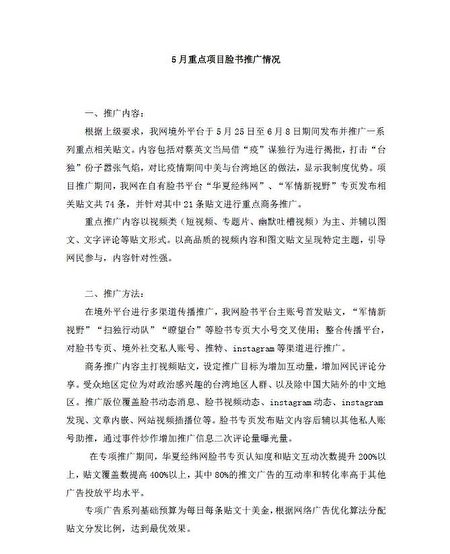 5月重点项目脸书推广情况
一、推广内容：
根据上级要求，我网境外平台于5月25日至6月8日期间发布并推广一系
列重点相关贴文。内容包括对蔡英文当局借“疫”谋独行为进行揭批，打击“台
独”份子嚣张气焰，对比疫情期间中美与台湾地区的做法，显示我制度优势。项
目推广期间，我网在自有脸书平台“华夏经纬网”、“军情新视野”专页发布相
关贴文共74条，并针对其中21条贴文进行重点商务推广。
重点推广内容以视频类（短视频、专题片、幽默吐槽视频）为主、并辅以图
文、文字评论等贴文形式。以高品质的视频内容和图文贴文呈现特定主题，引导
网民参与，内容针对性强。
二、推广方法：
在境外平台进行多渠道传播推广，我网脸书平台主账号首发贴文，“军情新
视野”“扫独行动队”“瞭望台”等脸书专页大小号交叉使用；整合传播平台，
对脸书专页、境外社交私人账号、推特、instagram等渠道进行推广。
商务推广内容主打视频贴文，设定推广目标为增加互动量，增加网民评论分
享。受众地区定位为对政治感兴趣的台湾地区人群、以及除中国大陆外的中文地
区。推广版位覆盖脸书动态消息、脸书视频动态、instagram动态、instagram
发现、文章内嵌、网站视频插播位等。脸书专页发布贴文内容后辅以其他私人账
号助推，通过事件炒作增加推广信息二次评论量曝光量。
在专项推广期间，华夏经纬网脸书专页认知度和贴文互动次数提升200%以
上，贴文覆盖数提高400%以上，其中80%的推文广告的互动率和转化率高于其他
广告投放平均水平。
专项广告系列基础预算为每日每条贴文十美金，根据网络广告优化算法分配
贴文分发比例，达到最优效果。